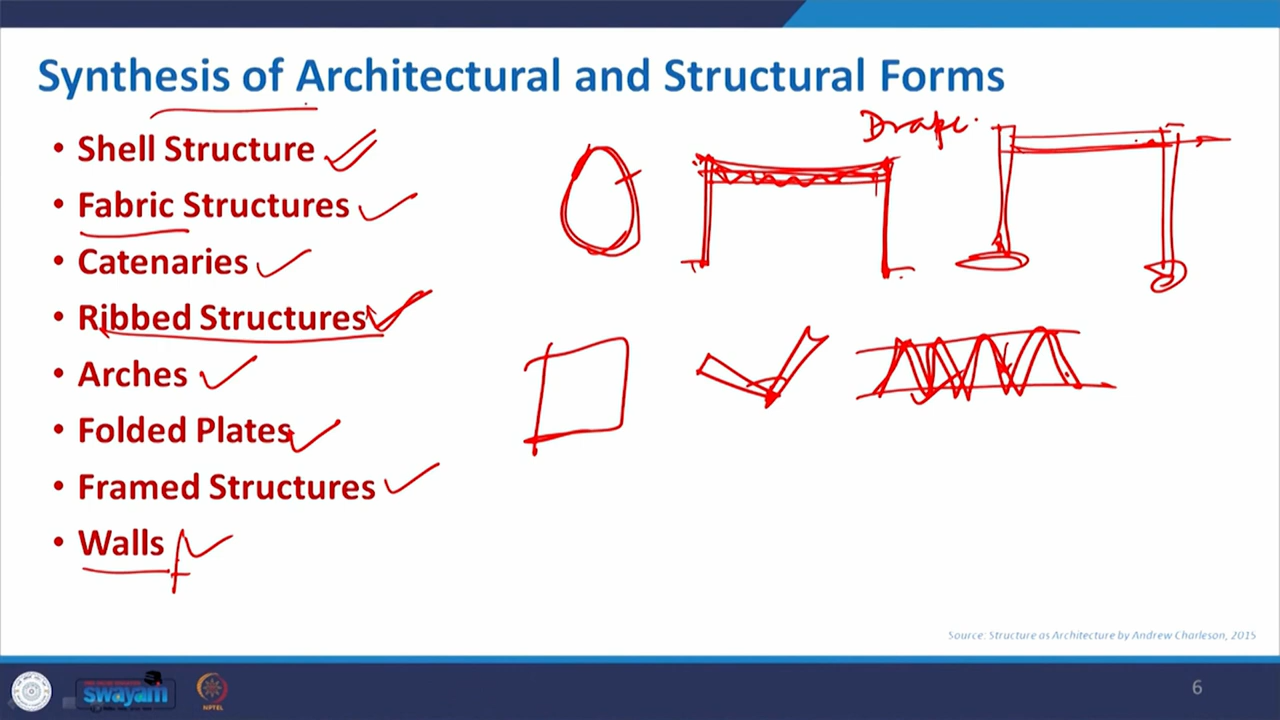 Synthesis of Architectural and Structural Forms
• Shell Structure
• Fabric Structures
• Catenaries
• Ribbed Structures
• Arches
• Folded Plates
• Framed Structures
• Walls
Drape
Source: Structure as Architecture by Andrew Charleson, 2015
swayam
NPTEL
6